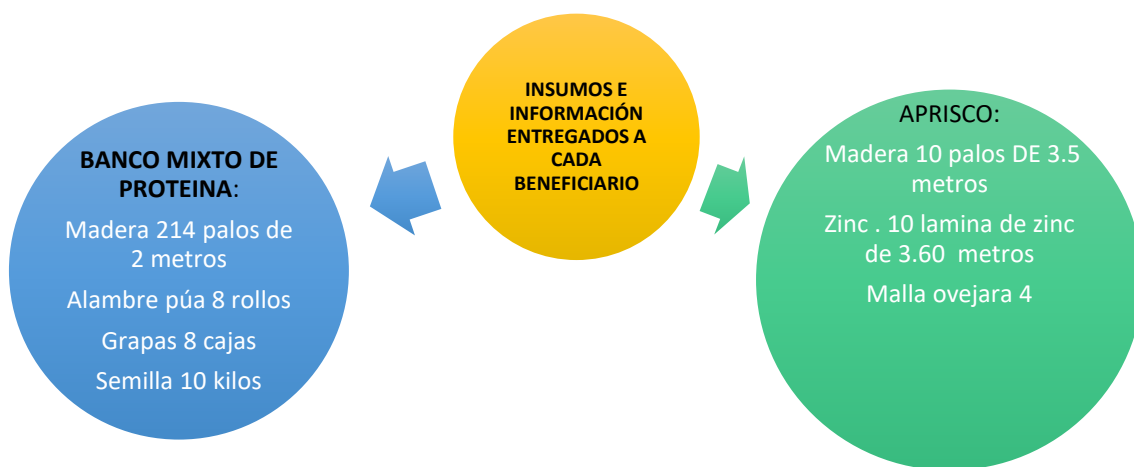 INSUMOS E
INFORMACIÓN
ENTREGADOS A
CADA
BENEFICIARIO
BANCO MIXTO DE
PROTEINA:
Madera 214 palos de
2 metros
Alambre púa 8 rollos
Grapas 8 cajas
Semilla 10 kilos
APRISCO:
Madera 10 palos DE 3.5
metros
Zinc . 10 lamina de zinc
de 3.60 metros
Malla ovejara 4